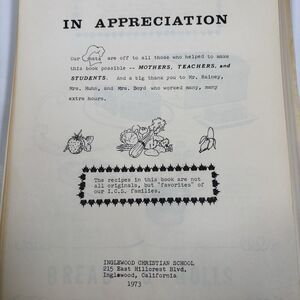 IN APPRECIATION
Our hats are off to all those who helped to make
this book possible -- MOTHERS, TEACHERS, and
STUDENTS. And a big thank you to Mr. Hainey,
Mrs. Huhn, and Mrs. Boyd who worked many, many
extra hours.
The recipes in this book are not
all originals, but "favorites" of
our I.C.S. families.
INGLEWOOD CHRISTIAN SCHOOL
215 East Hillcrest Blvd.
Inglewood, California
1973